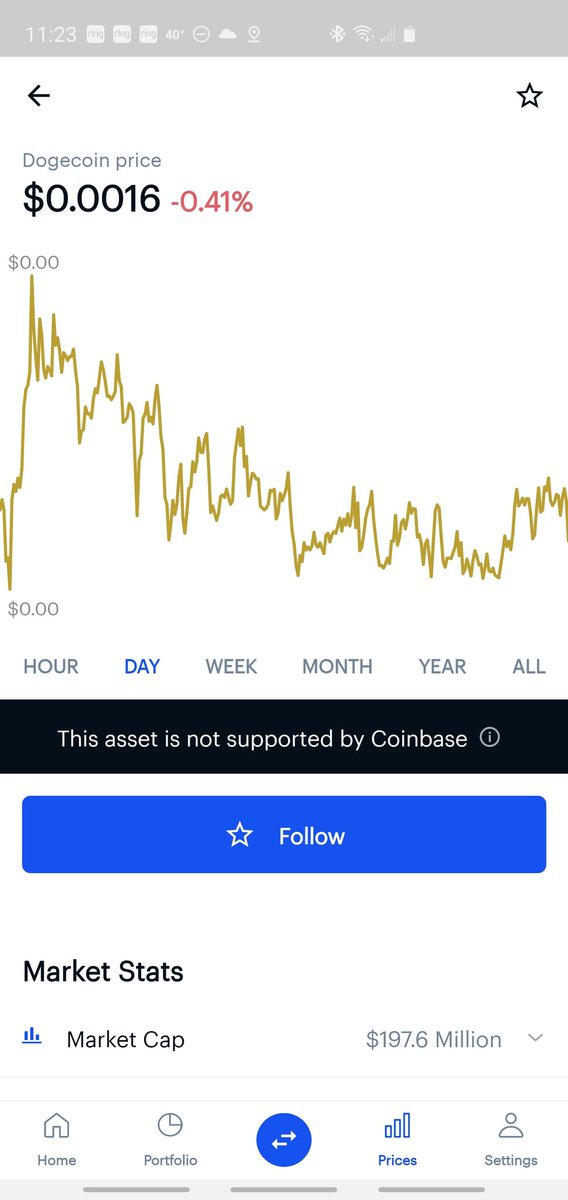 11:23 ring ring ring 40°
Dogecoin price
$0.0016 -0.41%
$0.00
$0.00
HOUR DAY WEEK MONTH YEAR ALL
This asset is not supported by Coinbase
Follow
Market Stats
Market Cap $197.6 Million
Home Portfolio Prices Settings